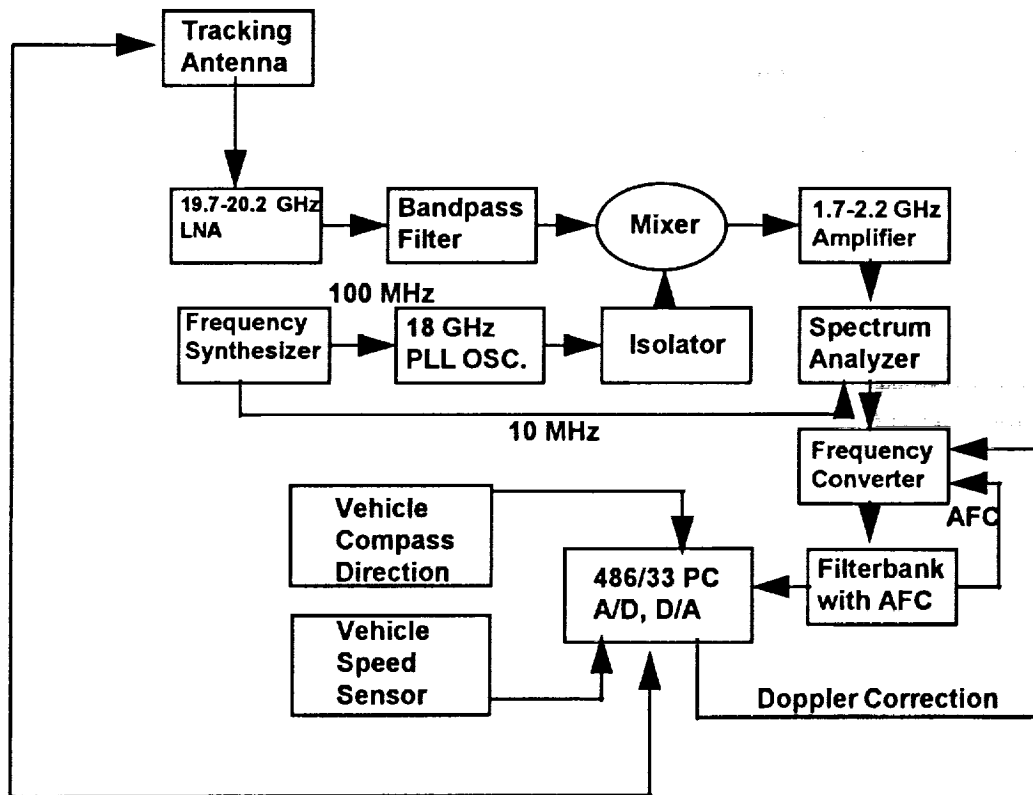 Tracking
Antenna
19.7-20.2 GHz
LNA
Bandpass
Filter
Mixer
1.7-2.2 GHz
Amplifier
100 MHz
Frequency
Synthesizer
18 GHz
PLL OSC.
Isolator
Spectrum
Analyzer
10 MHz
Frequency
Converter
AFC
Vehicle
Compass
Direction
486/33 PC
A/D, D/A
Filterbank
with AFC
Vehicle
Speed
Sensor
Doppler Correction